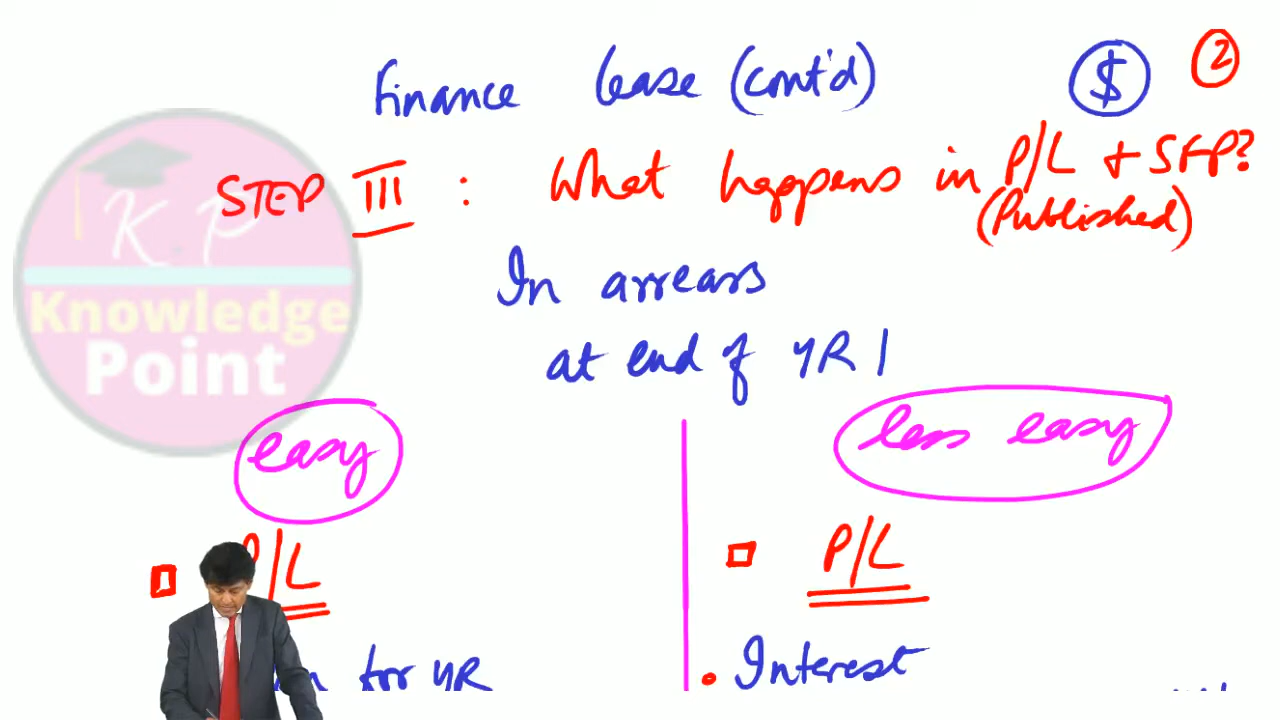 Finance lease (cont'd) $ 2
STEP III : What happens in P/L + SFP?
(Published)
K.P
Knowledge
Point
In arrears
at end of YR 1
easy
less easy
P/L
P/L
for YR
• Interest